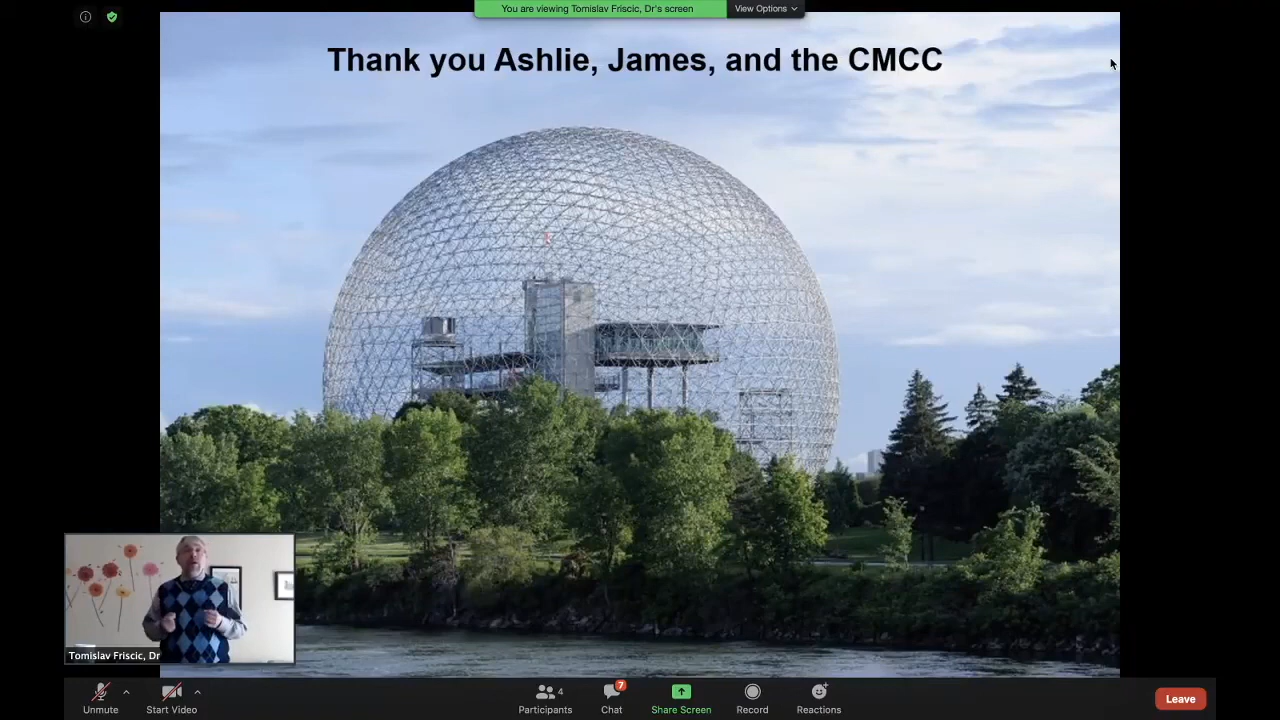 You are viewing Tomislav Friscic, Dr's screen
View Options
Thank you Ashlie, James, and the CMCC
Tomislav Friscic, Dr
Unmute
Start Video
4
Participants
7
Chat
Share Screen
Record
Reactions
Leave